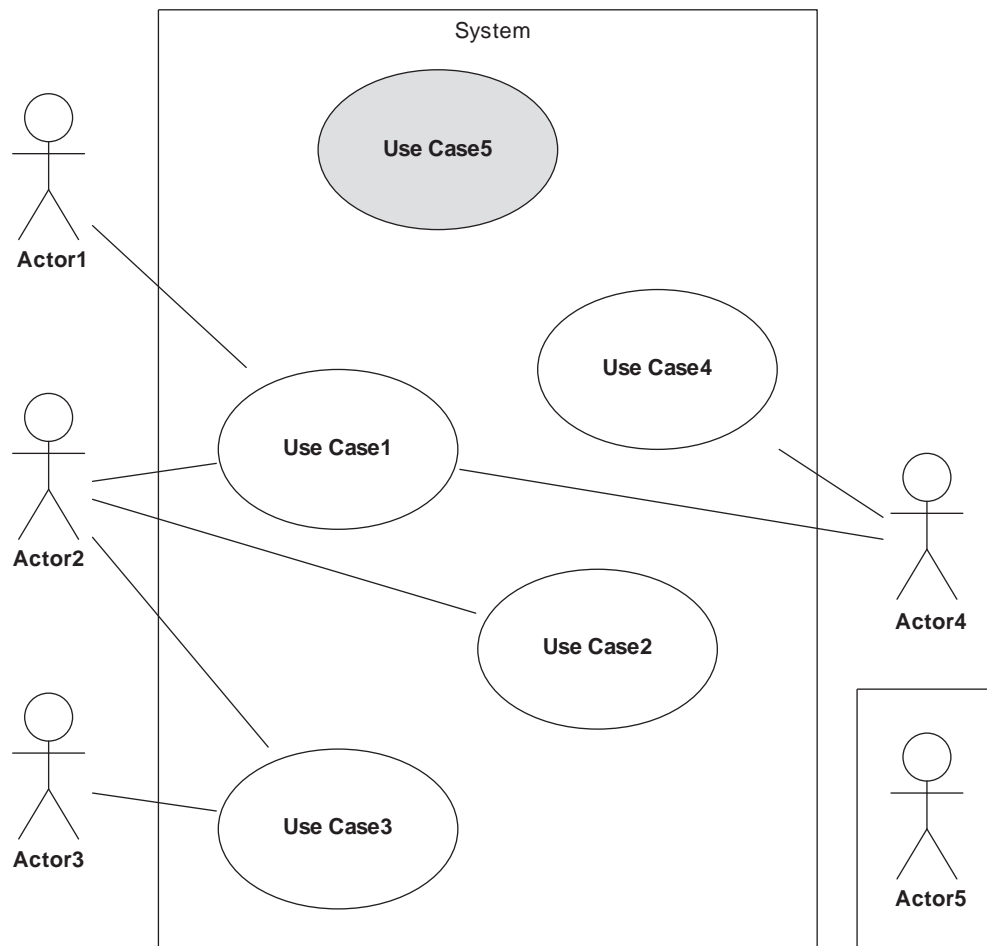 System
Use Case5
Actor1
Use Case4
Use Case1
Actor2
Actor4
Use Case2
Use Case3
Actor3
Actor5